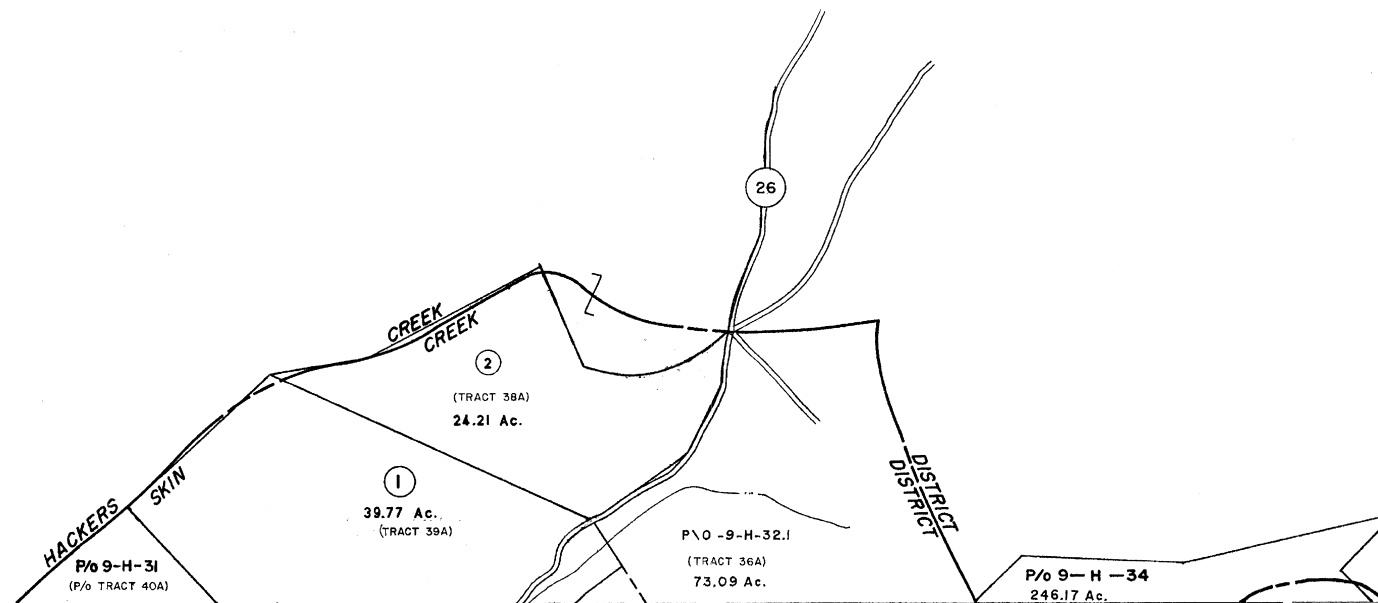 26
CREEK
CREEK
2
(TRACT 38A)
24.21 Ac.
HACKERS
SKIN
1
39.77 Ac.
(TRACT 39A)
DISTRICT
DISTRICT
P\O -9-H-32.1
(TRACT 36A)
73.09 Ac.
P/o 9-H-31
(P/o TRACT 40A)
P/o 9-H-34
246.17 Ac.